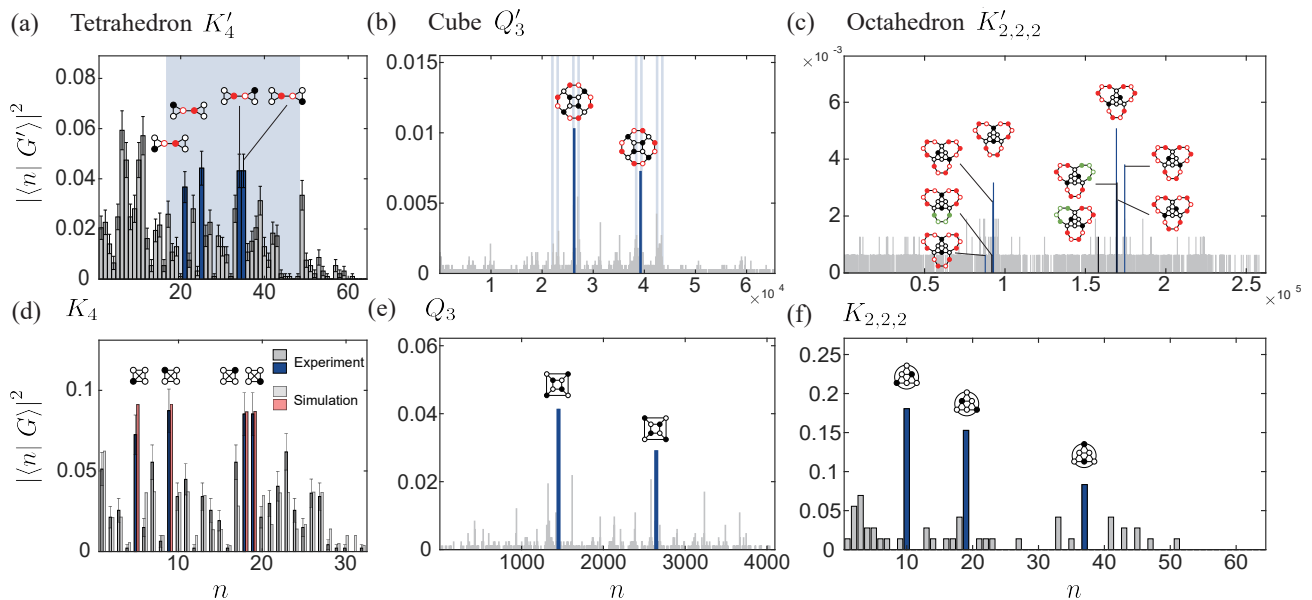 (a) Tetrahedron K′4
(b) Cube Q′3
(c) Octahedron K′2,2,2
|⟨n| G′⟩|^2
0.08
0.06
0.04
0.02
0
20 40 60
0.015
0.01
0.005
0
1 2 3 4 5 6
× 10^4
× 10^-3
6
4
2
0
0.5 1 1.5 2 2.5
× 10^5
(d) K4
(e) Q3
(f) K2,2,2
|⟨n| G⟩|^2
0.1
0.05
0
10 20 30
Experiment
Simulation
n
0.06
0.04
0.02
0
1000 2000 3000 4000
n
0.25
0.2
0.15
0.1
0.05
0
10 20 30 40 50 60
n